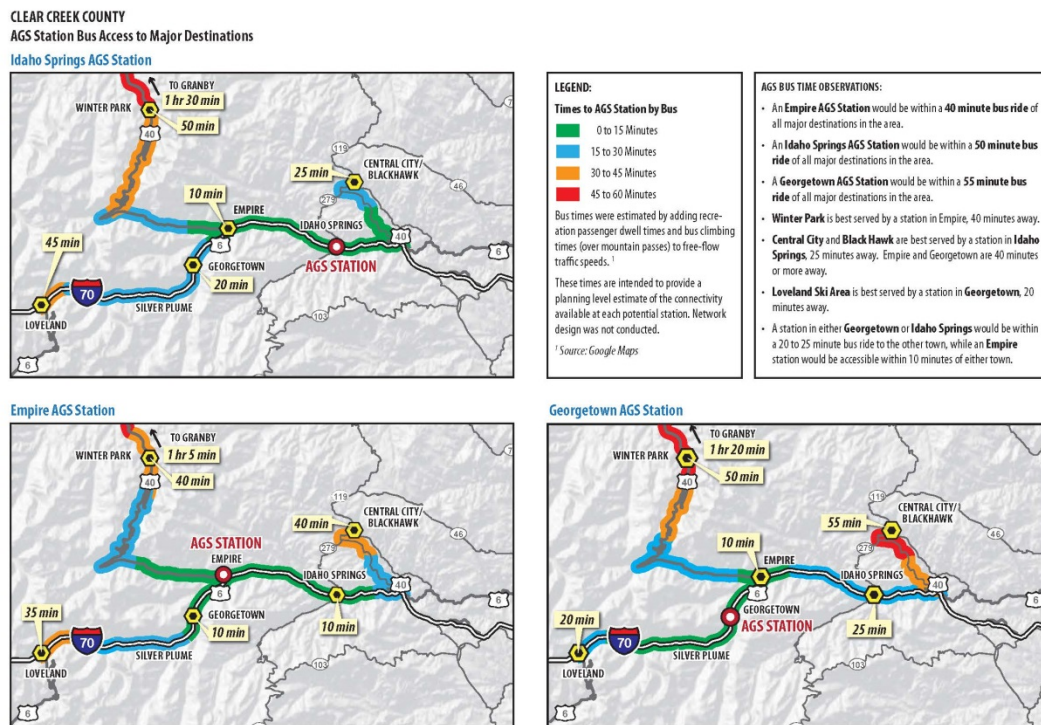 CLEAR CREEK COUNTY
AGS Station Bus Access to Major Destinations
Idaho Springs AGS Station
TO GRANBY
1 hr 30 min
WINTER PARK
50 min
40
119
CENTRAL CITY/
BLACKHAWK
25 min
46
279
10 min
EMPIRE
IDAHO SPRINGS
40
6
6
AGS STATION
45 min
GEORGETOWN
20 min
70
SILVER PLUME
LOVELAND
103
6
LEGEND:
Times to AGS Station by Bus
0 to 15 Minutes
15 to 30 Minutes
30 to 45 Minutes
45 to 60 Minutes
Bus times were estimated by adding recre-
ation passenger dwell times and bus climbing
times (over mountain passes) to free-flow
traffic speeds. 1
These times are intended to provide a
planning level estimate of the connectivity
available at each potential station. Network
design was not conducted.
1 Source: Google Maps
AGS BUS TIME OBSERVATIONS:
• An Empire AGS Station would be within a 40 minute bus ride of
all major destinations in the area.
• An Idaho Springs AGS Station would be within a 50 minute bus
ride of all major destinations in the area.
• A Georgetown AGS Station would be within a 55 minute bus
ride of all major destinations in the area.
• Winter Park is best served by a station in Empire, 40 minutes away.
• Central City and Black Hawk are best served by a station in Idaho
Springs, 25 minutes away. Empire and Georgetown are 40 minutes
or more away.
• Loveland Ski Area is best served by a station in Georgetown, 20
minutes away.
• A station in either Georgetown or Idaho Springs would be within
a 20 to 25 minute bus ride to the other town, while an Empire
station would be accessible within 10 minutes of either town.
Empire AGS Station
TO GRANBY
1 hr 5 min
WINTER PARK
40 min
40
119
CENTRAL CITY/
BLACKHAWK
40 min
46
279
AGS STATION
EMPIRE
IDAHO SPRINGS
40
6
6
35 min
GEORGETOWN
10 min
10 min
70
SILVER PLUME
LOVELAND
103
6
Georgetown AGS Station
TO GRANBY
1 hr 20 min
WINTER PARK
50 min
40
119
CENTRAL CITY/
BLACKHAWK
55 min
46
279
10 min
EMPIRE
IDAHO SPRINGS
40
6
6
20 min
GEORGETOWN
AGS STATION
25 min
70
SILVER PLUME
LOVELAND
103
6